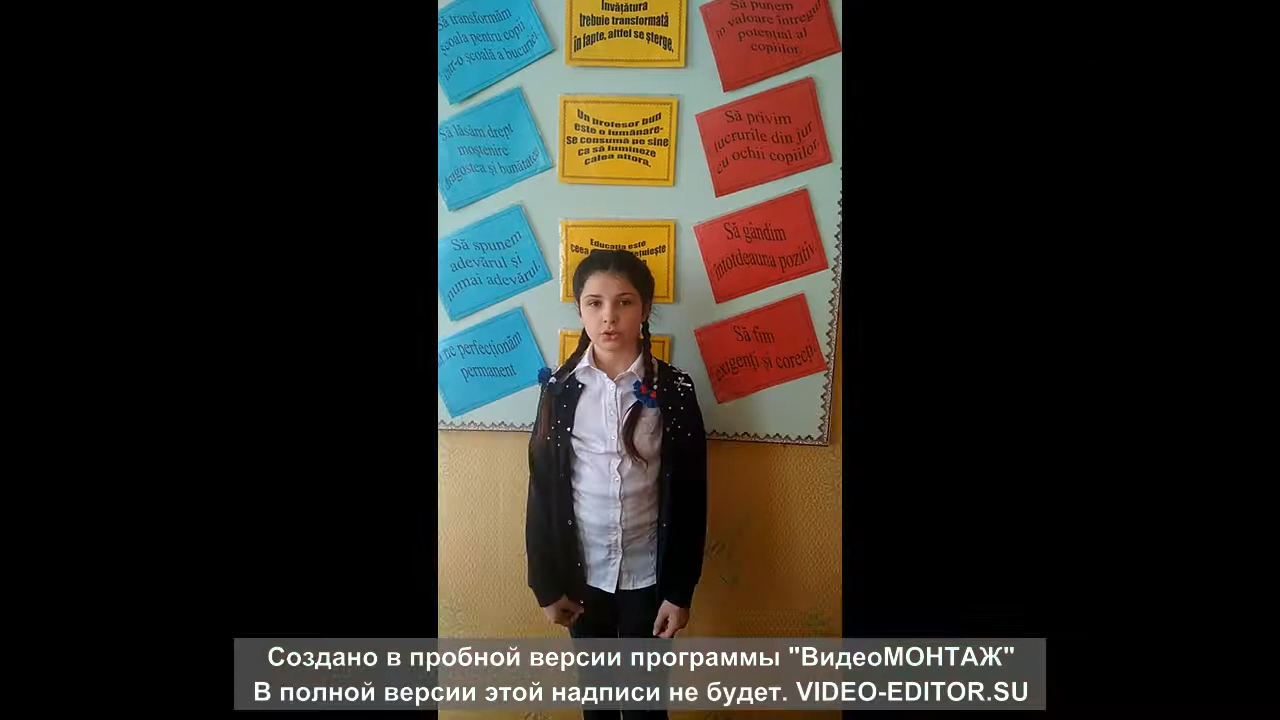 Să transformăm
școala pentru copii
într-o școală a bucuriei.
Să lăsăm drept
moștenire
dragostea și bunătatea.
Să spunem
adevărul și
numai adevărul.
ne perfecționăm
permanent
Învățătura
trebuie transformată
în fapte, altfel se șterge.
Un profesor bun
este o lumânare-
se consumă pe sine
ca să lumineze
calea altora.
Educația este
ceea
Să punem
în valoare întregul
potențial al
copiilor.
Să privim
lucrurile din jur
cu ochii copiilor.
Să gândim
întotdeauna pozitiv.
Să fim
exigenți și corecți.
Создано в пробной версии программы "ВидеоМОНТАЖ"
В полной версии этой надписи не будет. VIDEO-EDITOR.SU